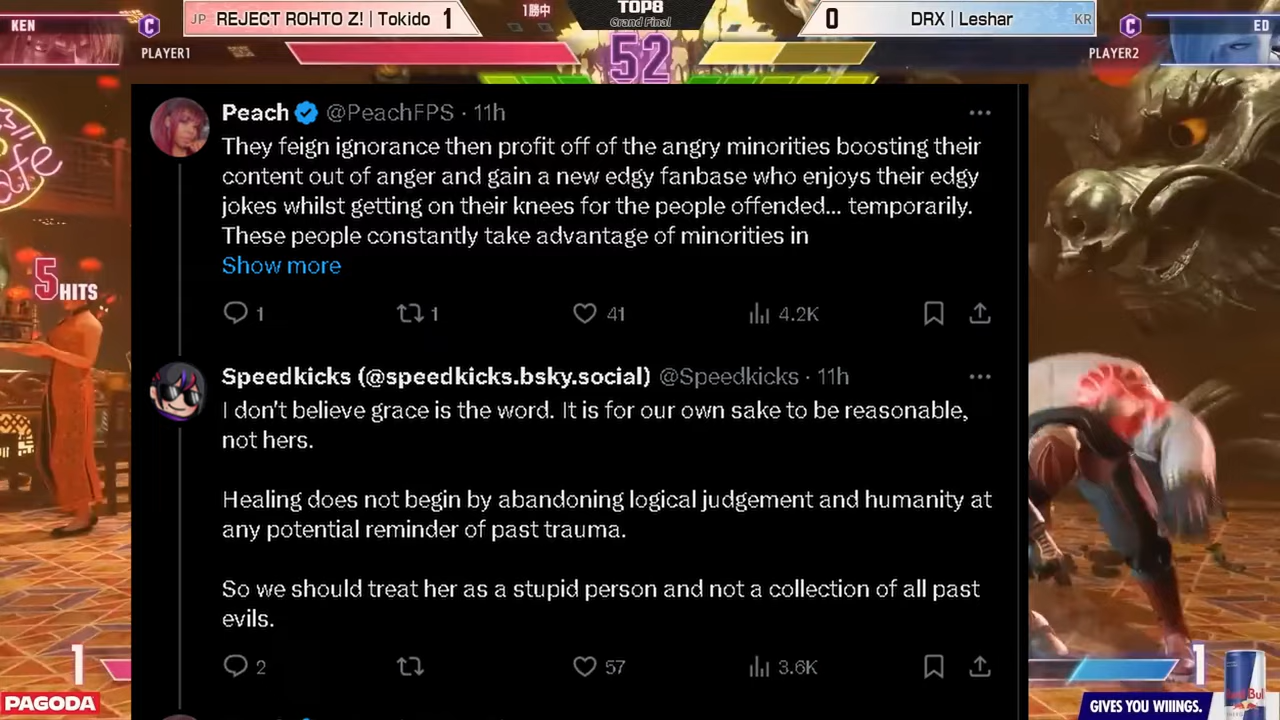 KEN
JP REJECT ROHTO Z! | Tokido 1
1勝中
TOP8
Grand Final
0 DRX | Leshar KR
ED
C
PLAYER1
52
C
PLAYER2
Peach @PeachFPS · 11h
They feign ignorance then profit off of the angry minorities boosting their
content out of anger and gain a new edgy fanbase who enjoys their edgy
jokes whilst getting on their knees for the people offended... temporarily.
These people constantly take advantage of minorities in
Show more
1 1 41 4.2K
5 HITS
Speedkicks (@speedkicks.bsky.social) @Speedkicks · 11h
I don't believe grace is the word. It is for our own sake to be reasonable,
not hers.
Healing does not begin by abandoning logical judgement and humanity at
any potential reminder of past trauma.
So we should treat her as a stupid person and not a collection of all past
evils.
2 57 3.6K
1
1
PAGODA
GIVES YOU WIIINGS.
Red Bull